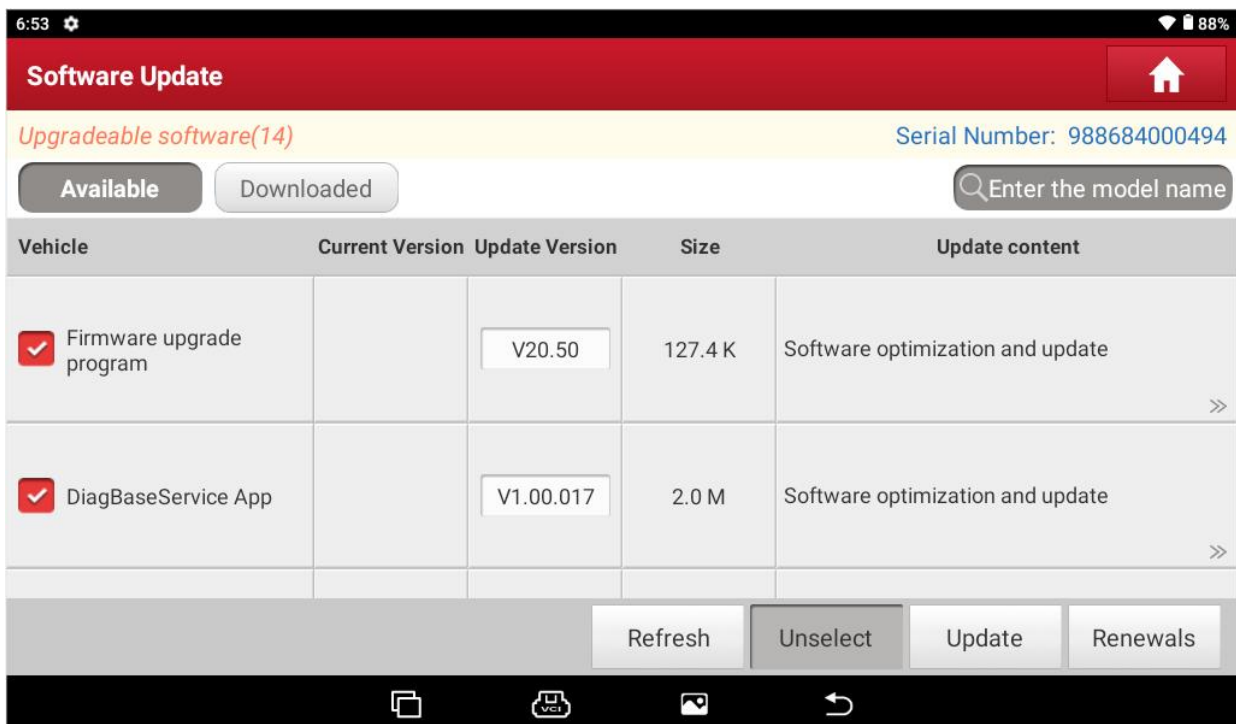 6:53 88%
Software Update
Upgradeable software(14) Serial Number: 988684000494
Available Downloaded Enter the model name
Vehicle Current Version Update Version Size Update content
Firmware upgrade
program
V20.50 127.4 K Software optimization and update
DiagBaseService App V1.00.017 2.0 M Software optimization and update
Refresh Unselect Update Renewals
VCI